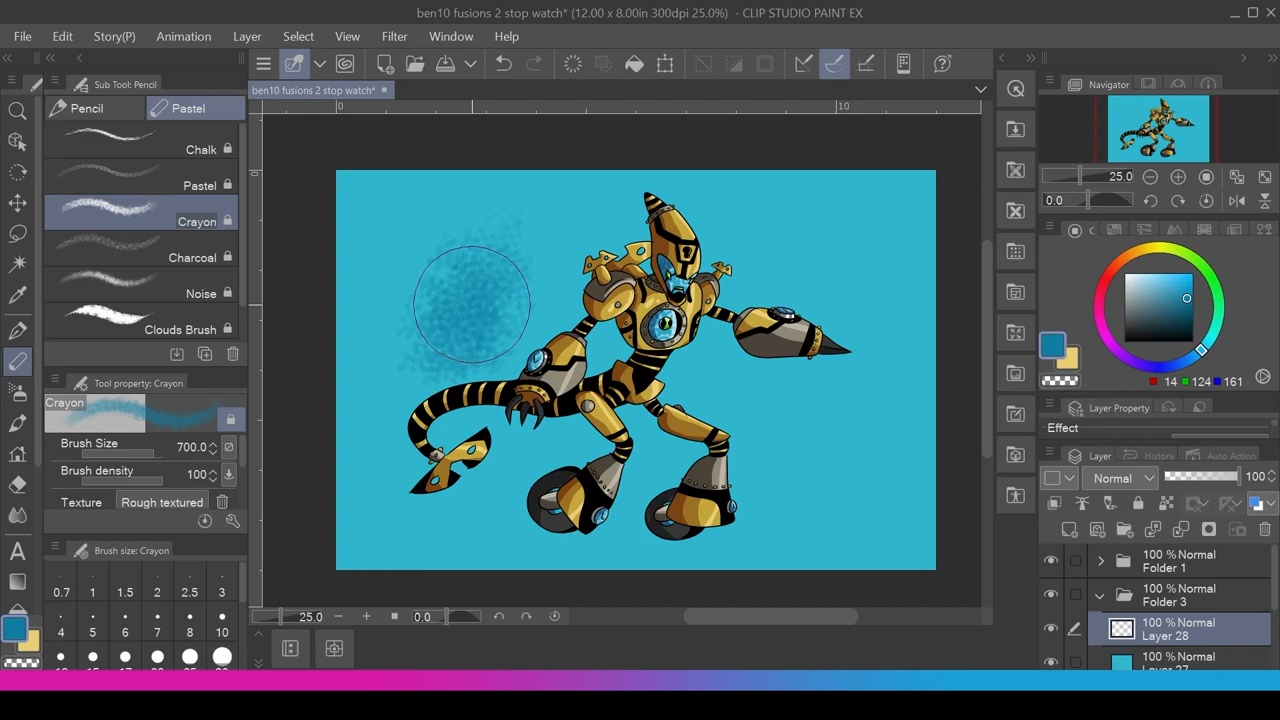 ben10 fusions 2 stop watch* (12.00 x 8.00in 300dpi 25.0%) - CLIP STUDIO PAINT EX
File Edit Story(P) Animation Layer Select View Filter Window Help
Sub Tool: Pencil
Pencil Pastel
Chalk
Pastel
Crayon
Charcoal
Noise
Clouds Brush
Tool property: Crayon
Crayon
Brush Size 700.0
Brush density 100
Texture Rough textured
Brush size: Crayon
0.7 1 1.5 2 2.5 3
4 5 6 7 8 10
ben10 fusions 2 stop watch*
0 10
0
25.0 0.0
Navigator
25.0
0.0
14 124 161
Layer Property
Effect
Layer History Auto Action
Normal 100
100 % Normal
Folder 1
100 % Normal
Folder 3
100 % Normal
Layer 28
100 % Normal